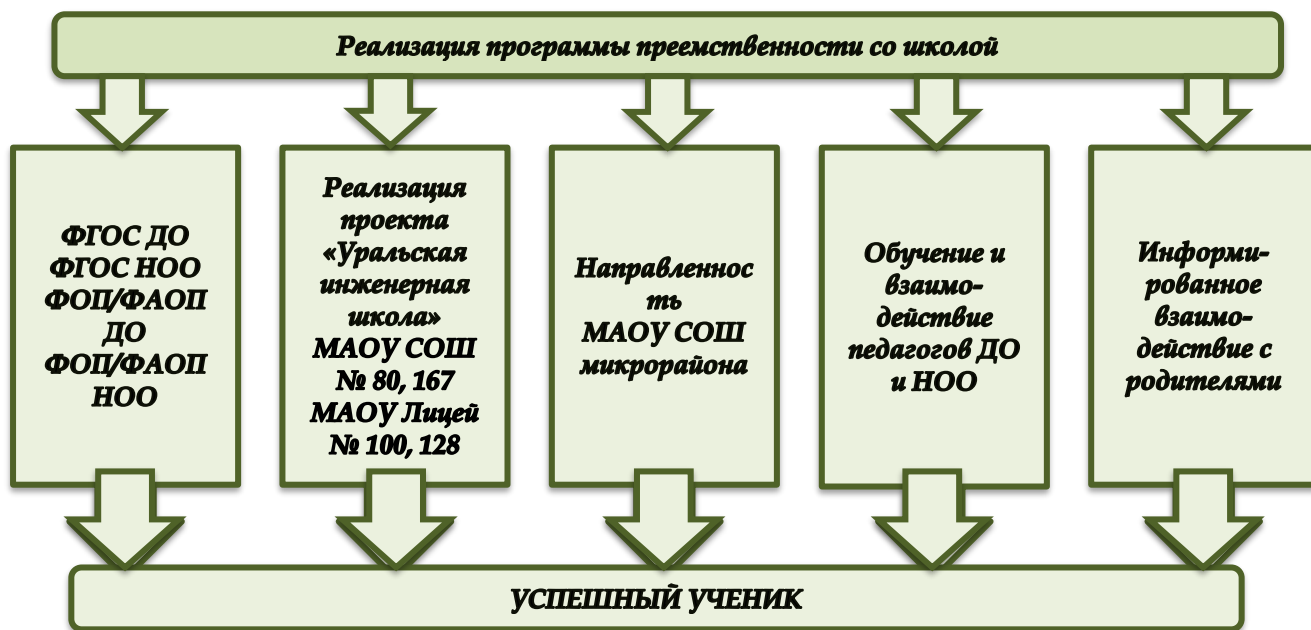 Реализация программы преемственности со школой
ФГОС ДО
ФГОС НОО
ФОП/ФАОП
ДО
ФОП/ФАОП
НОО
Реализация
проекта
«Уральская
инженерная
школа»
МАОУ СОШ
№ 80, 167
МАОУ Лицей
№ 100, 128
Направленнос
ть
МАОУ СОШ
микрорайона
Обучение и
взаимо-
действие
педагогов ДО
и НОО
Информи-
рованное
взаимо-
действие с
родителями
УСПЕШНЫЙ УЧЕНИК